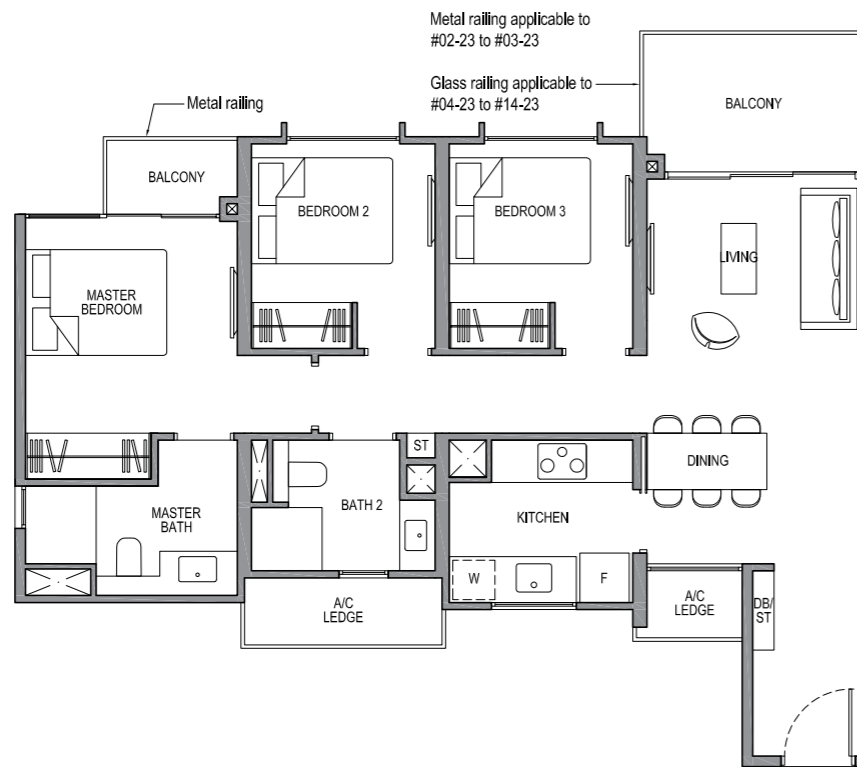 Metal railing applicable to
#02-23 to #03-23
Glass railing applicable to
#04-23 to #14-23
Metal railing
BALCONY
BALCONY
BEDROOM 2
BEDROOM 3
LIVING
MASTER
BEDROOM
ST
DINING
MASTER
BATH
BATH 2
KITCHEN
W
F
A/C
LEDGE
A/C
LEDGE
DB/
ST